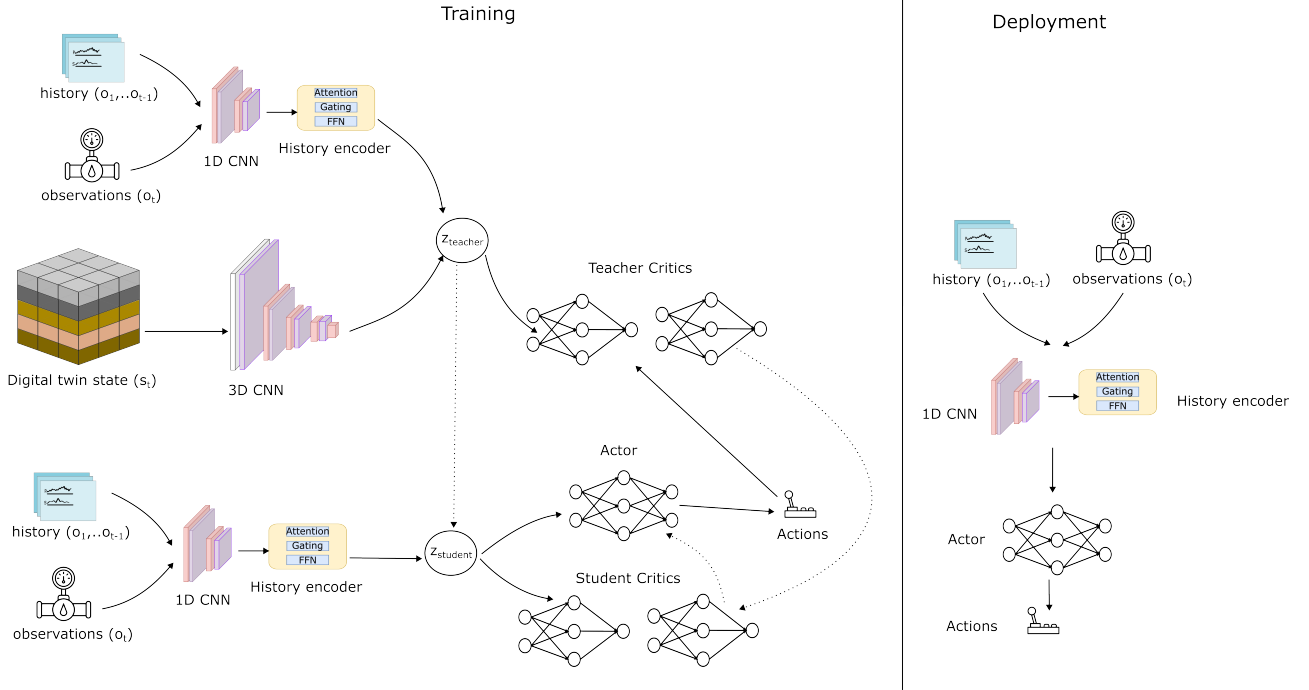 Training
Deployment
history (o1,..ot-1)
observations (ot)
1D CNN
Attention
Gating
FFN
History encoder
Zteacher
Digital twin state (st)
3D CNN
Teacher Critics
history (o1,..ot-1)
observations (ot)
1D CNN
Attention
Gating
FFN
History encoder
Zstudent
Actor
Actions
Student Critics
history (o1,..ot-1)
observations (ot)
1D CNN
Attention
Gating
FFN
History encoder
Actor
Actions